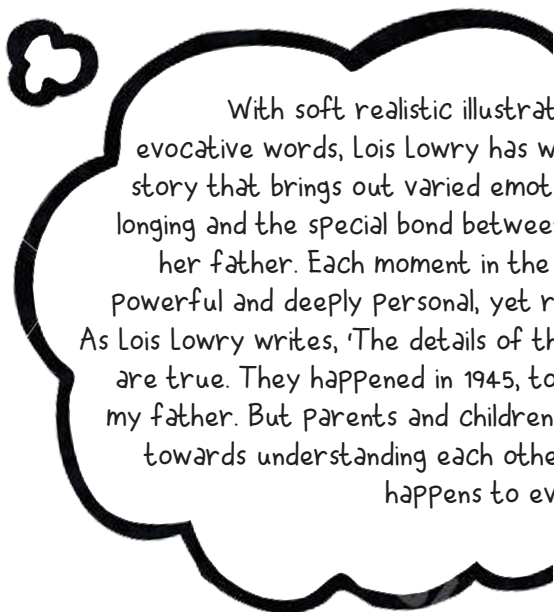 With soft realistic illustrat
evocative words, Lois Lowry has w
story that brings out varied emot
longing and the special bond betwee
her father. Each moment in the
powerful and deeply personal, yet r
As Lois Lowry writes, 'The details of th
are true. They happened in 1945, to
my father. But parents and children
towards understanding each othe
happens to ev